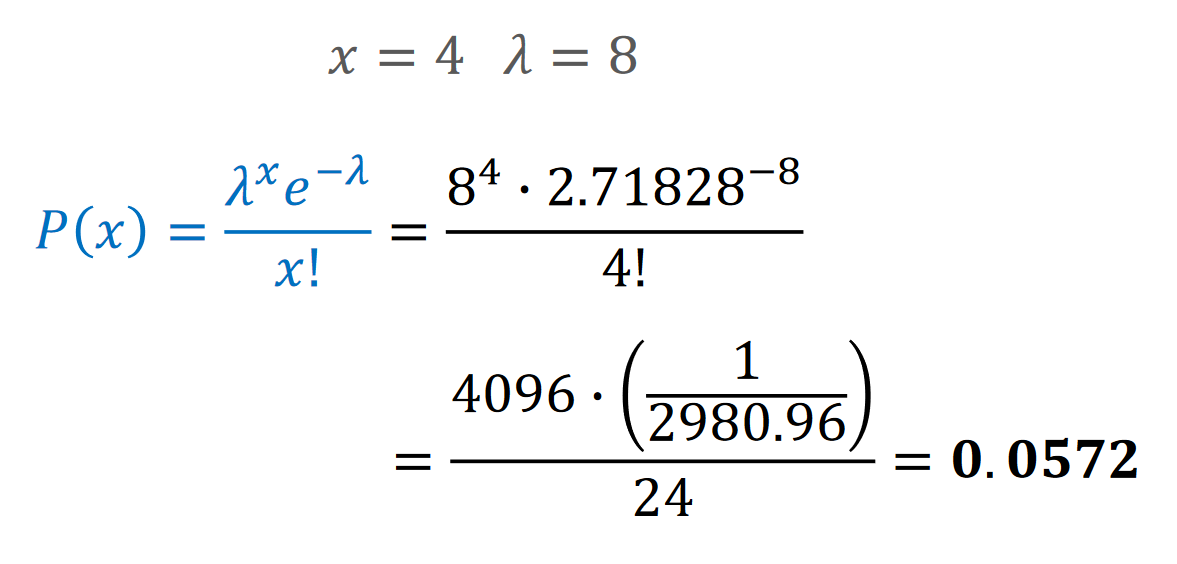 x = 4 λ = 8
P(x) = λ^x e^−λ / x! = 8^4 · 2.71828^−8 / 4!
= 4096 · (1 / 2980.96) / 24 = 0.0572